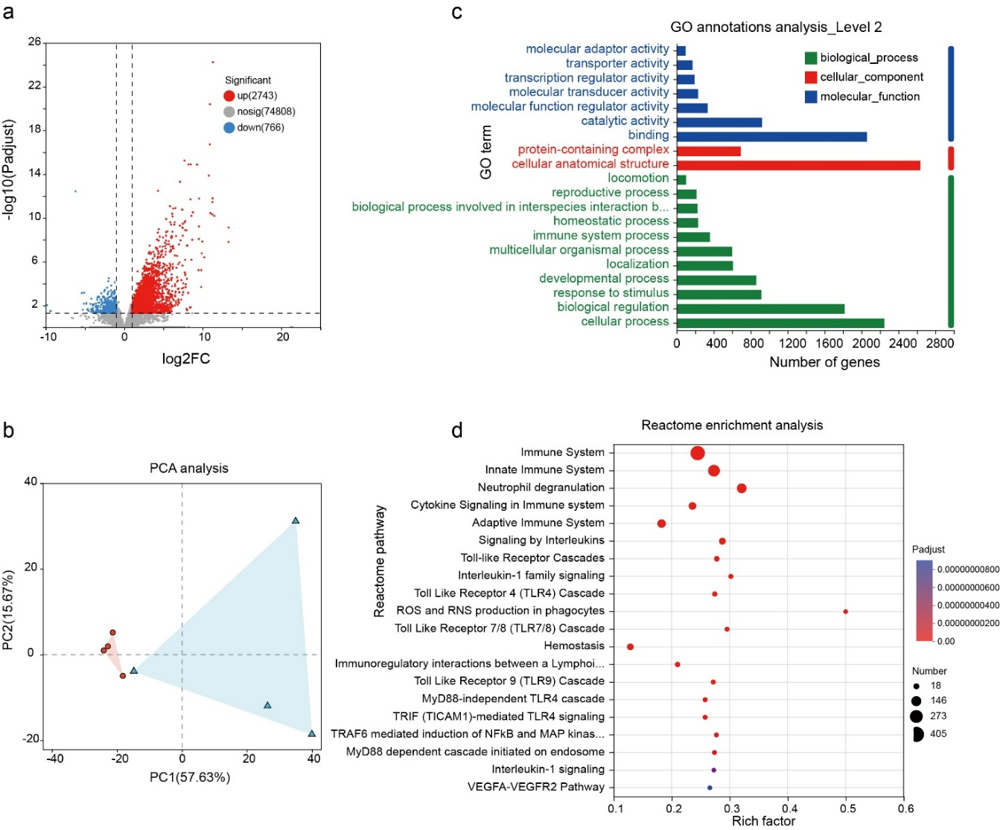 a
26
22
18
14
10
6
2
-log10(Padjust)
Significant
up(2743)
nosig(74808)
down(766)
-10
0
10
20
log2FC
c
GO annotations analysis_Level 2
GO term
molecular adaptor activity
transporter activity
transcription regulator activity
molecular transducer activity
molecular function regulator activity
catalytic activity
binding
protein-containing complex
cellular anatomical structure
locomotion
reproductive process
biological process involved in interspecies interaction b...
homeostatic process
immune system process
multicellular organismal process
localization
developmental process
response to stimulus
biological regulation
cellular process
biological_process
cellular_component
molecular_function
0 400 800 1200 1600 2000 2400 2800
Number of genes
b
PCA analysis
40
20
0
-20
PC2(15.67%)
-40 -20 0 20 40
PC1(57.63%)
d
Reactome enrichment analysis
Reactome pathway
Immune System
Innate Immune System
Neutrophil degranulation
Cytokine Signaling in Immune system
Adaptive Immune System
Signaling by Interleukins
Toll-like Receptor Cascades
Interleukin-1 family signaling
Toll Like Receptor 4 (TLR4) Cascade
ROS and RNS production in phagocytes
Toll Like Receptor 7/8 (TLR7/8) Cascade
Hemostasis
Immunoregulatory interactions between a Lymphoi...
Toll Like Receptor 9 (TLR9) Cascade
MyD88-independent TLR4 cascade
TRIF (TICAM1)-mediated TLR4 signaling
TRAF6 mediated induction of NFkB and MAP kinas...
MyD88 dependent cascade initiated on endosome
Interleukin-1 signaling
VEGFA-VEGFR2 Pathway
0.1 0.2 0.3 0.4 0.5 0.6
Rich factor
Padjust
0.00000000800
0.00000000600
0.00000000400
0.00000000200
0.00
Number
18
146
273
405